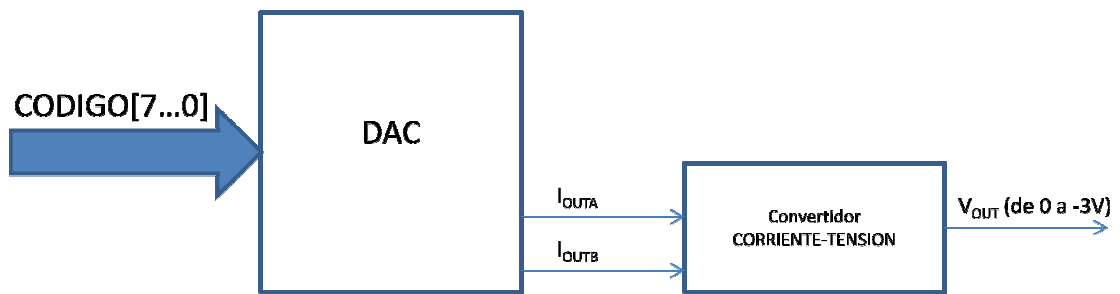 CODIGO[7...0]
DAC
IOUTA
IOUTB
Convertidor
CORRIENTE-TENSION
VOUT (de 0 a -3V)